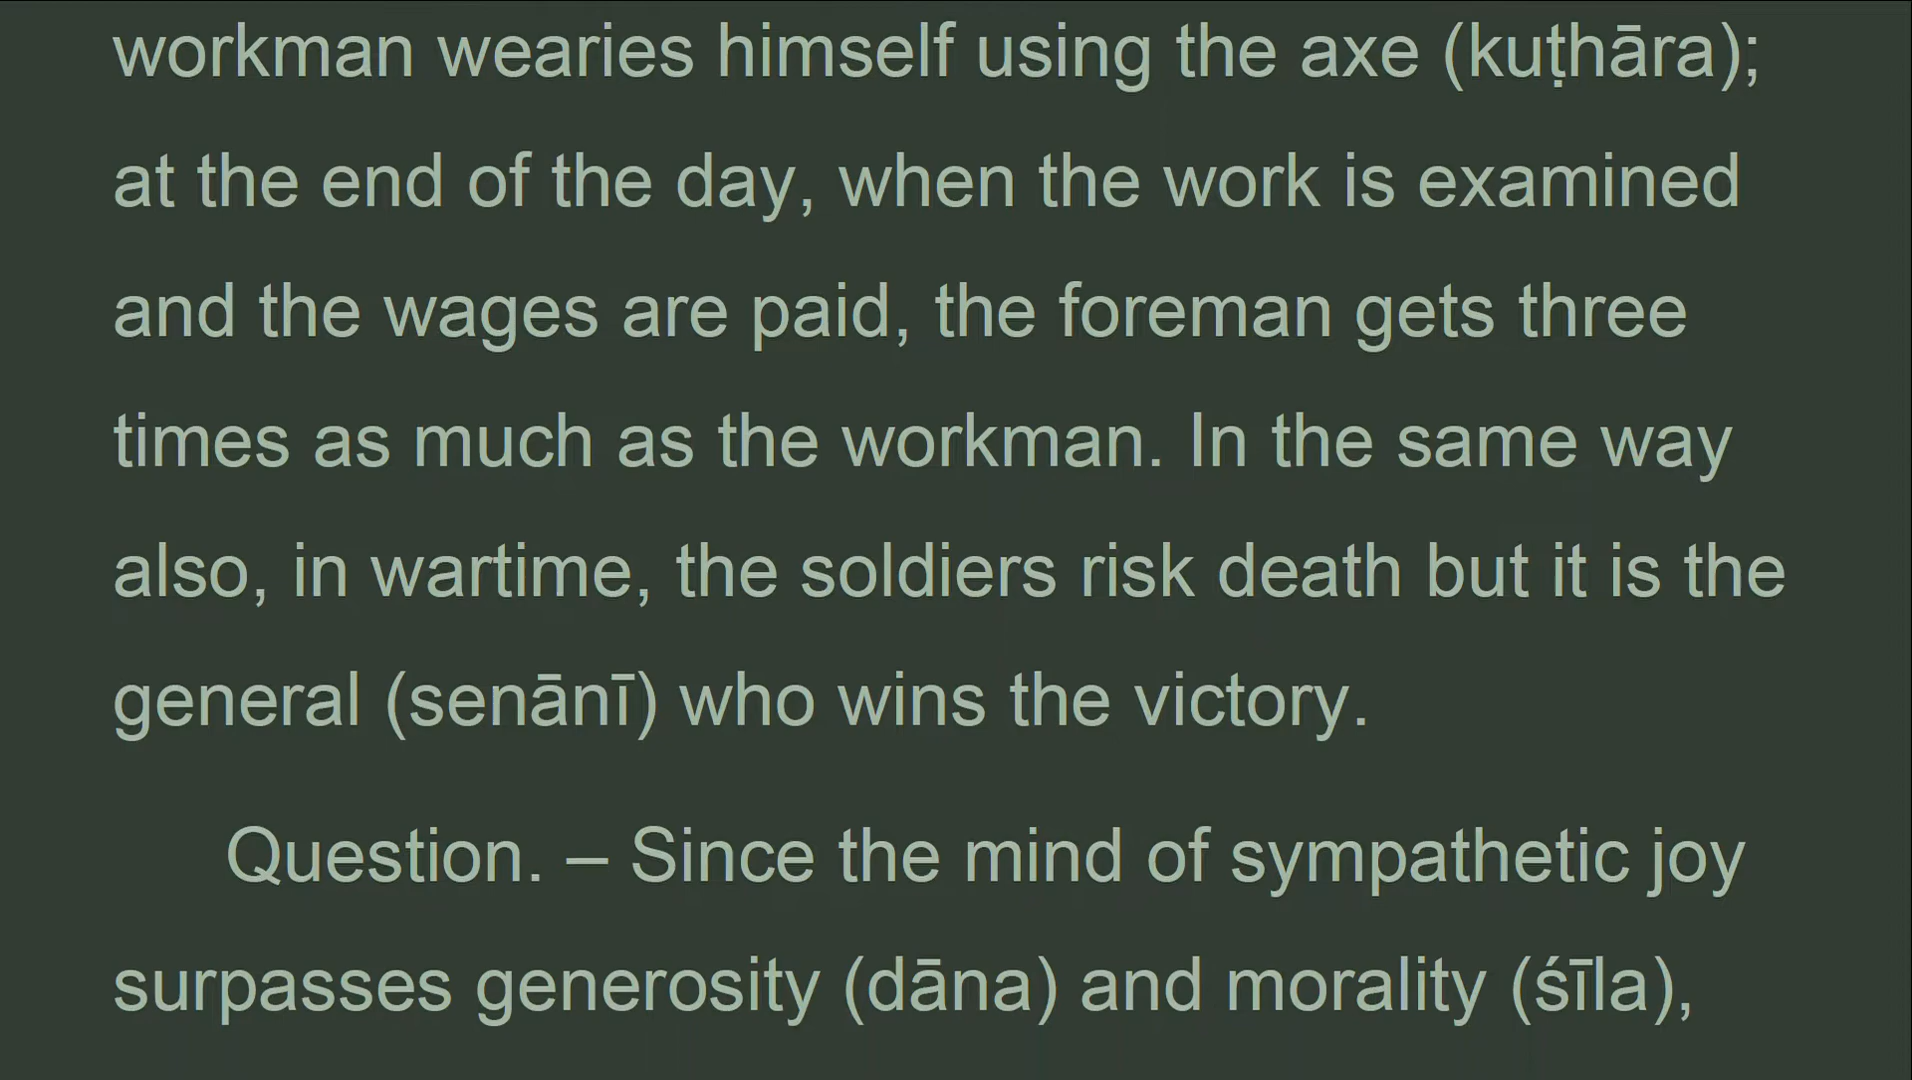 workman wearies himself using the axe (kuṭhāra);
at the end of the day, when the work is examined
and the wages are paid, the foreman gets three
times as much as the workman. In the same way
also, in wartime, the soldiers risk death but it is the
general (senānī) who wins the victory.
Question. – Since the mind of sympathetic joy
surpasses generosity (dāna) and morality (śīla),